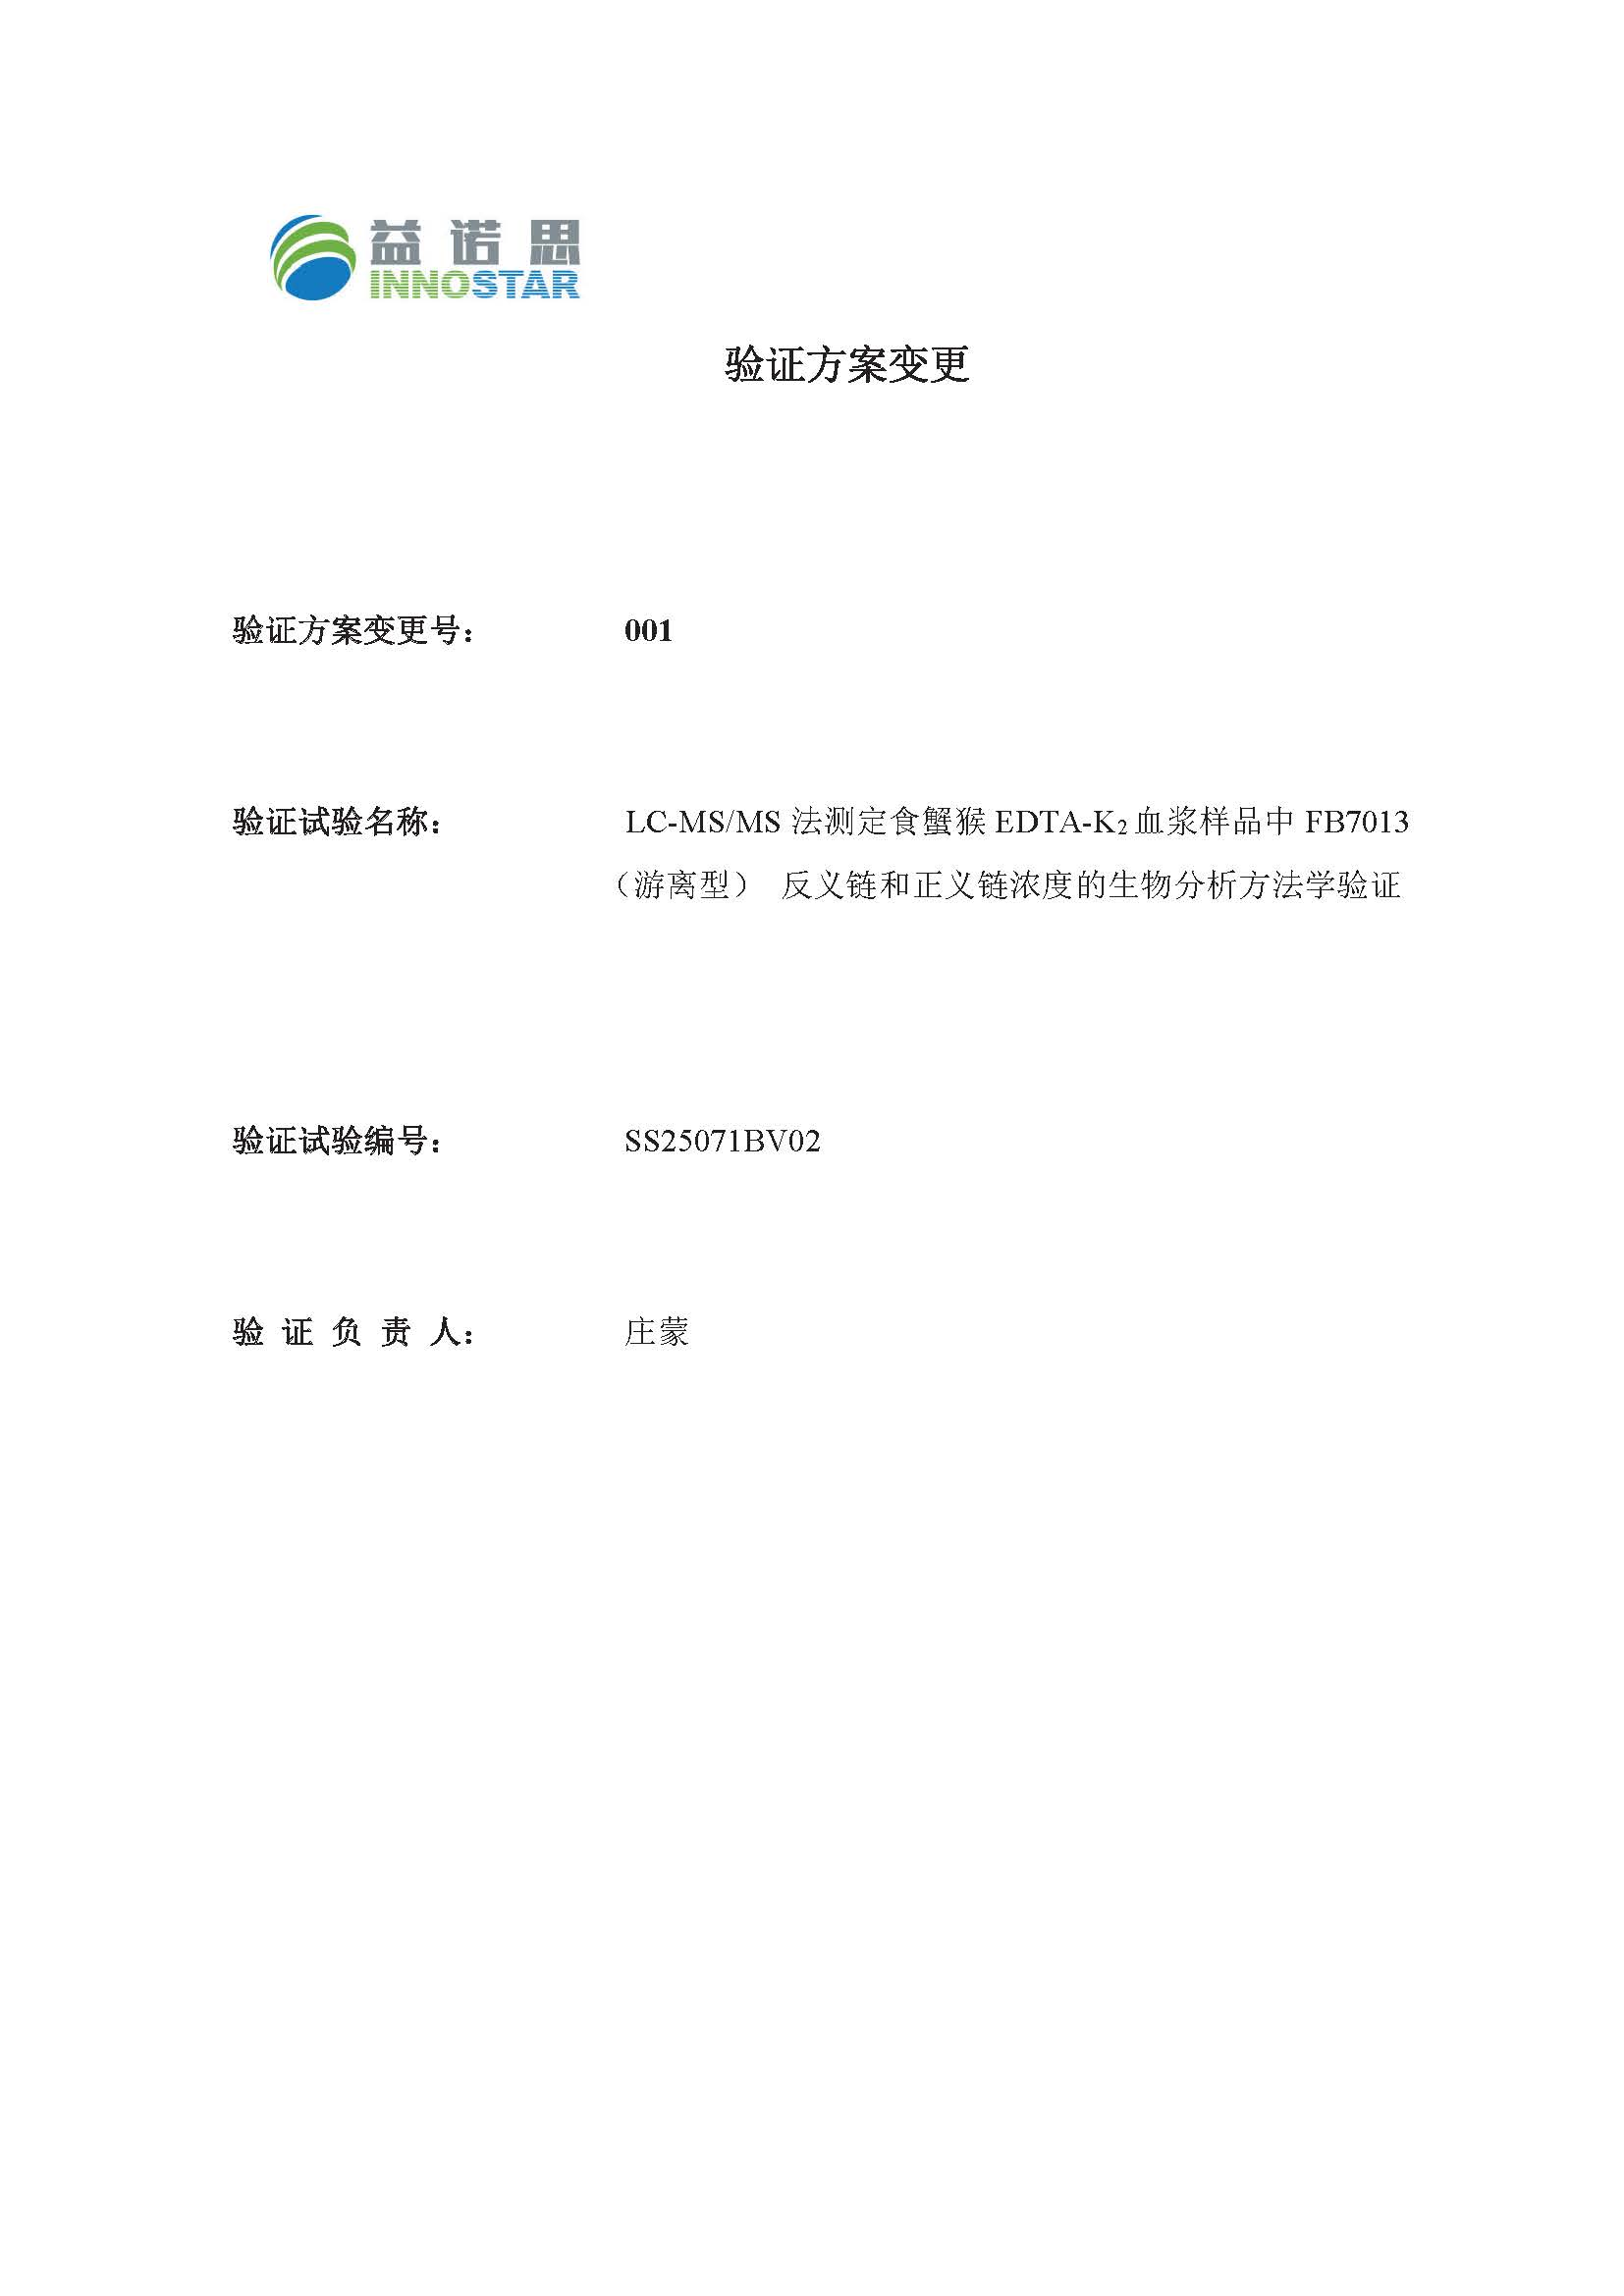 益诺思
INNOSTAR
验证方案变更
验证方案变更号： 001
验证试验名称： LC-MS/MS 法测定食蟹猴 EDTA-K₂ 血浆样品中 FB7013
（游离型） 反义链和正义链浓度的生物分析方法学验证
验证试验编号： SS25071BV02
验 证 负 责 人： 庄蒙